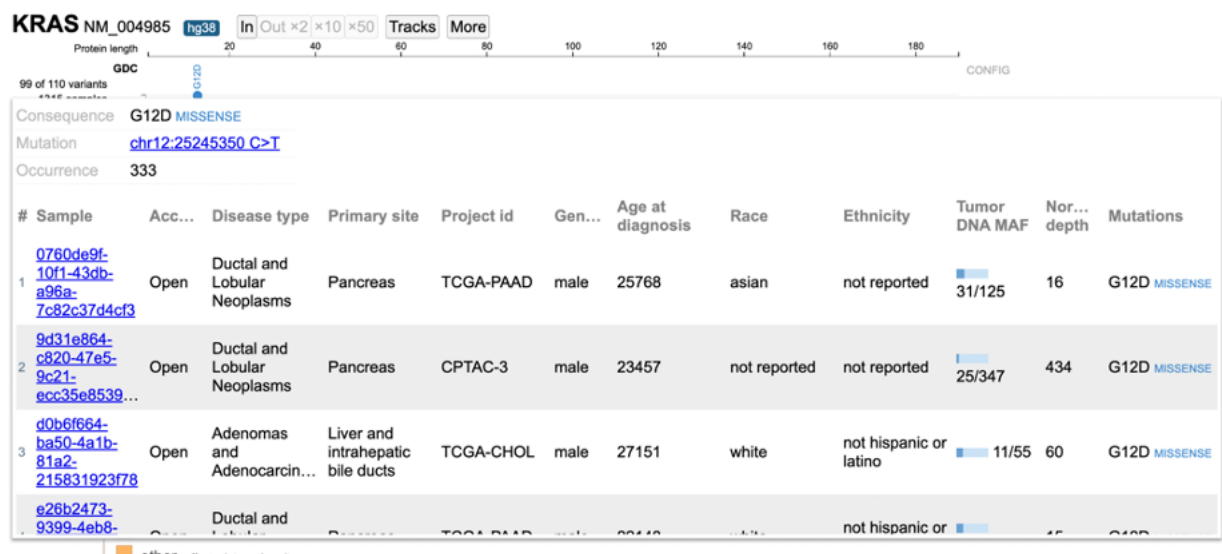 KRAS NM_004985 hg38 In Out ×2 ×10 ×50 Tracks More
Protein length 20 40 60 80 100 120 140 160 180
GDC G12D CONFIG
99 of 110 variants
Consequence G12D MISSENSE
Mutation chr12:25245350 C>T
Occurrence 333
# Sample Acc... Disease type Primary site Project id Gen... Age at diagnosis Race Ethnicity Tumor DNA MAF Nor... depth Mutations
1 0760de9f-10f1-43db-a96a-7c82c37d4cf3 Open Ductal and Lobular Neoplasms Pancreas TCGA-PAAD male 25768 asian not reported 31/125 16 G12D MISSENSE
2 9d31e864-c820-47e5-9c21-ecc35e8539... Open Ductal and Lobular Neoplasms Pancreas CPTAC-3 male 23457 not reported not reported 25/347 434 G12D MISSENSE
3 d0b6f664-ba50-4a1b-81a2-215831923f78 Open Adenomas and Adenocarcin... Liver and intrahepatic bile ducts TCGA-CHOL male 27151 white not hispanic or latino 11/55 60 G12D MISSENSE
e26b2473-9399-4eb8- Ductal and not hispanic or